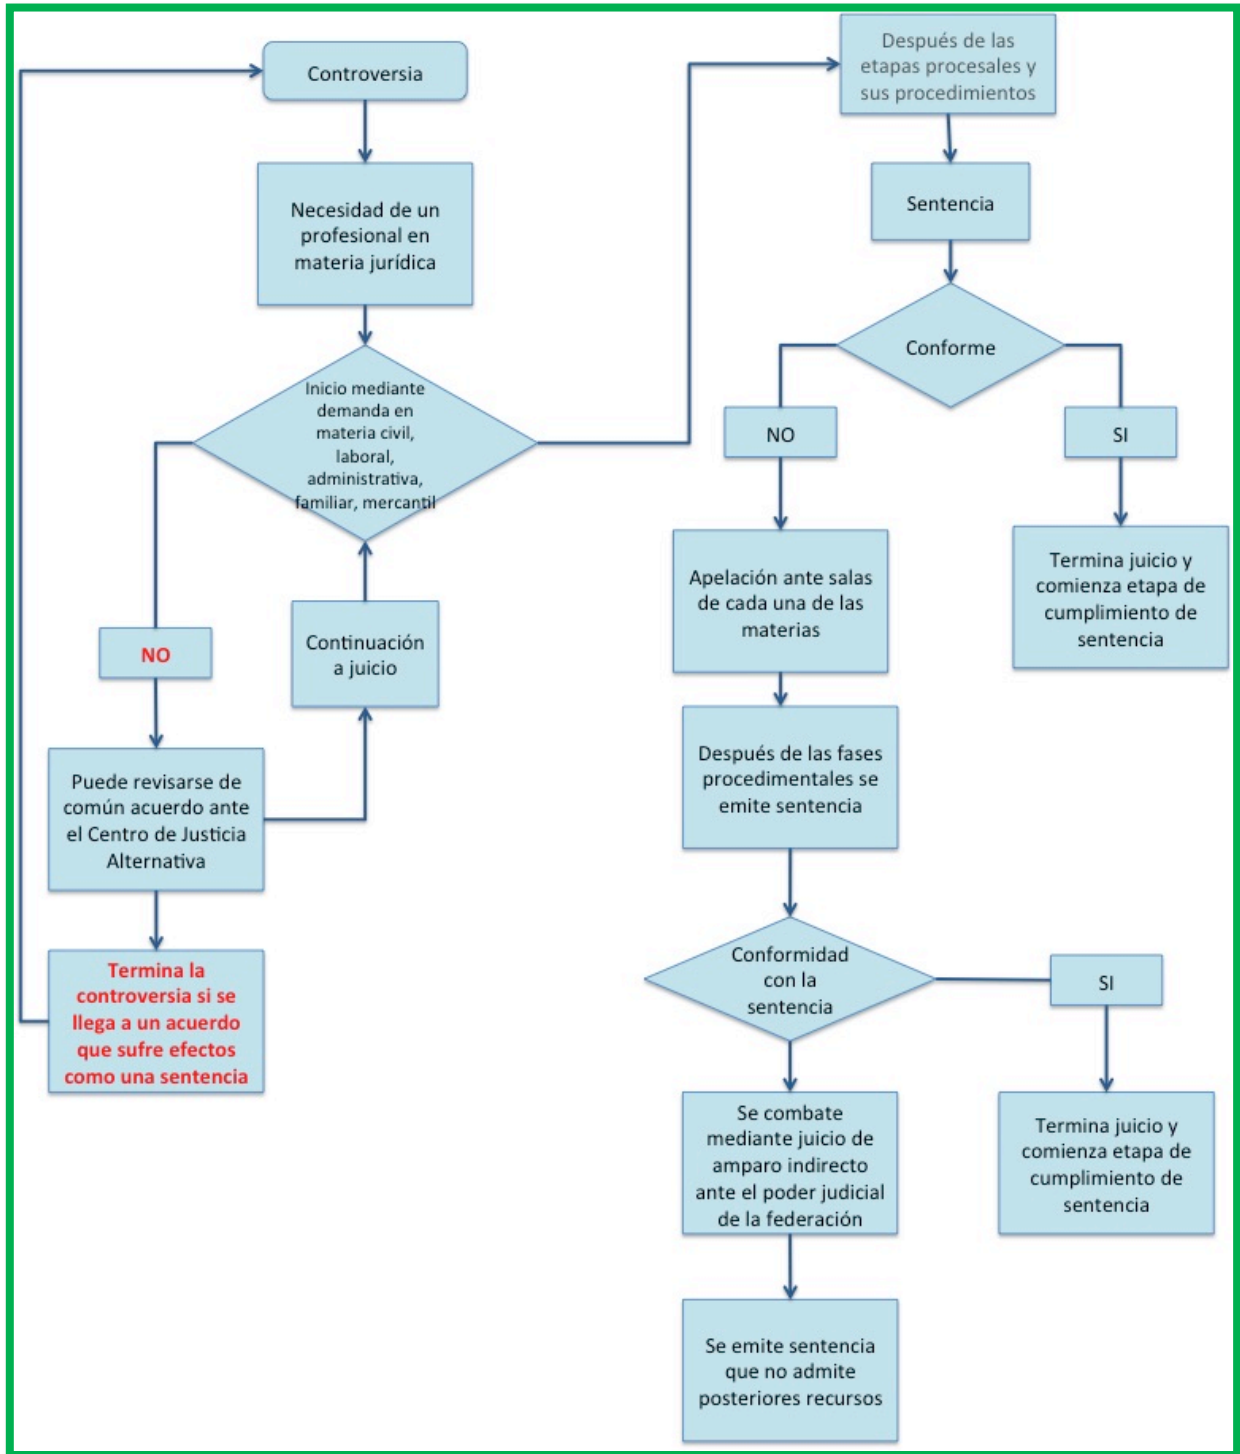 Controversia
Necesidad de un
profesional en
materia jurídica
Inicio mediante
demanda en
materia civil,
laboral,
administrativa,
familiar, mercantil
NO
Continuación
a juicio
Puede revisarse de
común acuerdo ante
el Centro de Justicia
Alternativa
Termina la
controversia si se
llega a un acuerdo
que sufre efectos
como una sentencia
Después de las
etapas procesales y
sus procedimientos
Sentencia
Conforme
NO
SI
Apelación ante salas
de cada una de las
materias
Termina juicio y
comienza etapa de
cumplimiento de
sentencia
Después de las fases
procedimentales se
emite sentencia
Conformidad
con la
sentencia
SI
Se combate
mediante juicio de
amparo indirecto
ante el poder judicial
de la federación
Termina juicio y
comienza etapa de
cumplimiento de
sentencia
Se emite sentencia
que no admite
posteriores recursos